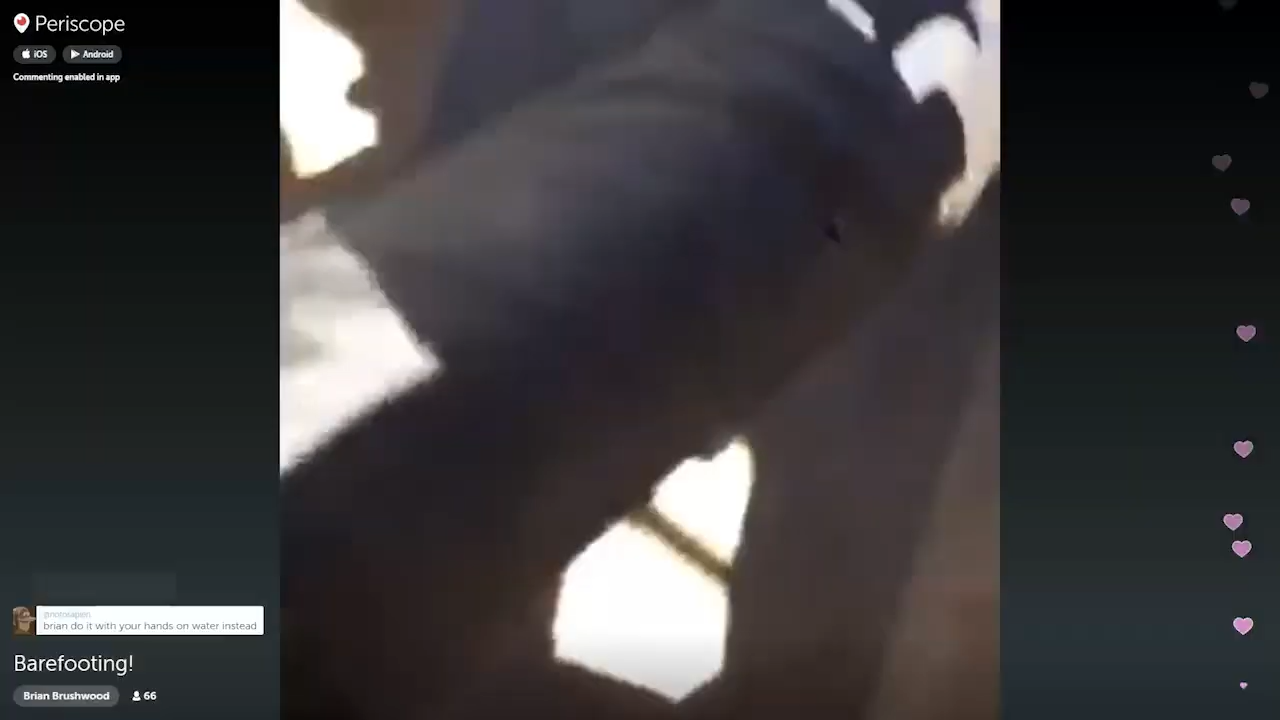 Periscope
iOS
Android
Commenting enabled in app
@notosapien
brian do it with your hands on water instead
Barefooting!
Brian Brushwood
66